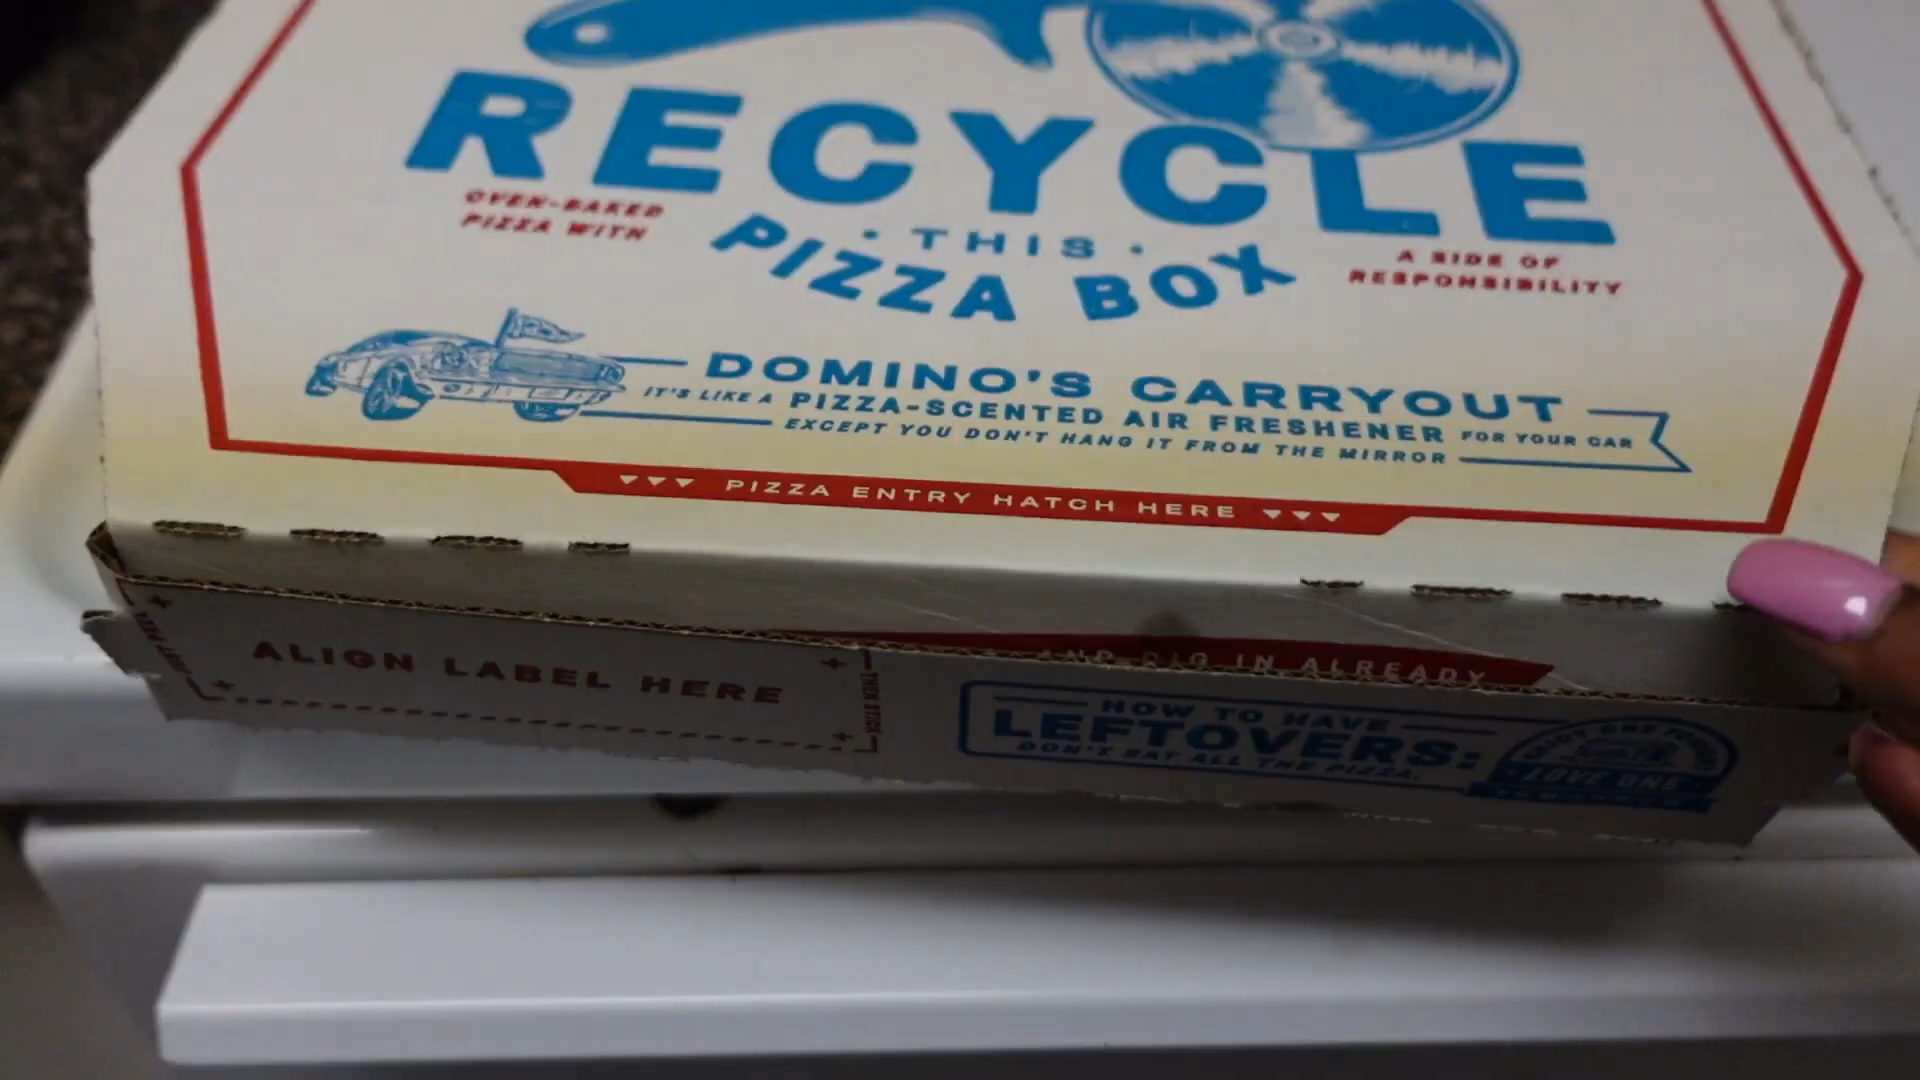 RECYCLE
OVEN-BAKED
PIZZA WITH
• THIS •
PIZZA BOX
A SIDE OF
RESPONSIBILITY
DOMINO'S CARRYOUT
IT'S LIKE A PIZZA-SCENTED AIR FRESHENER FOR YOUR CAR
EXCEPT YOU DON'T HANG IT FROM THE MIRROR
PIZZA ENTRY HATCH HERE
AND DIG IN ALREADY
ALIGN LABEL HERE
HOW TO HAVE
LEFTOVERS:
DON'T EAT ALL THE PIZZA.
LOVE ONE